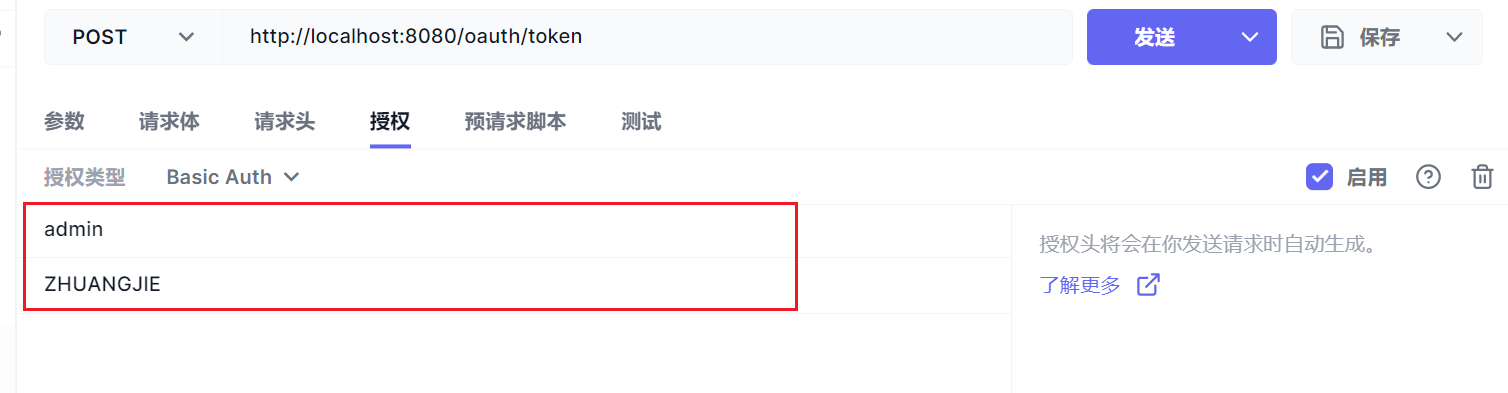 POST http://localhost:8080/oauth/token 发送 保存
参数 请求体 请求头 授权 预请求脚本 测试
授权类型 Basic Auth 启用
admin
授权头将会在你发送请求时自动生成。
ZHUANGJIE
了解更多